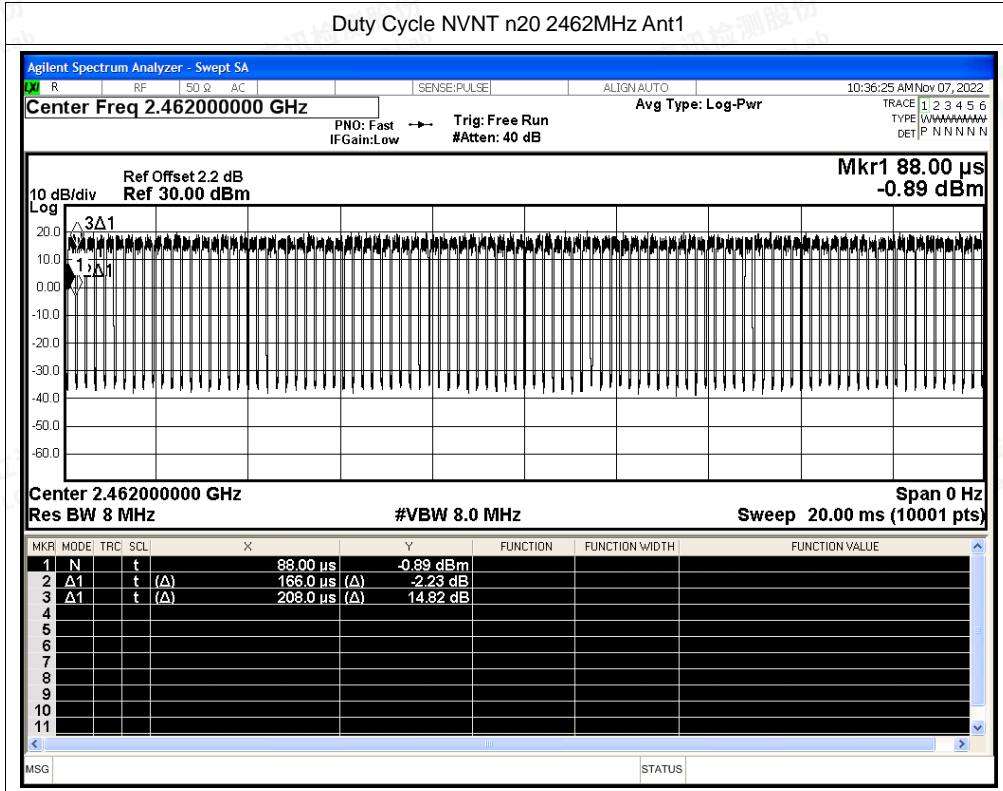 Duty Cycle NVNT n20 2462MHz Ant1
Agilent Spectrum Analyzer - Swept SA
LXI R RF 50 Ω AC SENSE:PULSE ALIGN AUTO 10:36:25 AM Nov 07, 2022
Center Freq 2.462000000 GHz Avg Type: Log-Pwr TRACE 1 2 3 4 5 6
PNO: Fast Trig: Free Run TYPE W
IFGain:Low #Atten: 40 dB DET P N N N N N
Mkr1 88.00 µs
Ref Offset 2.2 dB
10 dB/div Ref 30.00 dBm -0.89 dBm
Log
20.0
10.0
0.00
-10.0
-20.0
-30.0
-40.0
-50.0
-60.0
3Δ1
1
2Δ1
Center 2.462000000 GHz Span 0 Hz
Res BW 8 MHz #VBW 8.0 MHz Sweep 20.00 ms (10001 pts)
MKR MODE TRC SCL X Y FUNCTION FUNCTION WIDTH FUNCTION VALUE
1 N t 88.00 µs -0.89 dBm
2 Δ1 t (Δ) 166.0 µs (Δ) -2.23 dB
3 Δ1 t (Δ) 208.0 µs (Δ) 14.82 dB
4
5
6
7
8
9
10
11
MSG STATUS